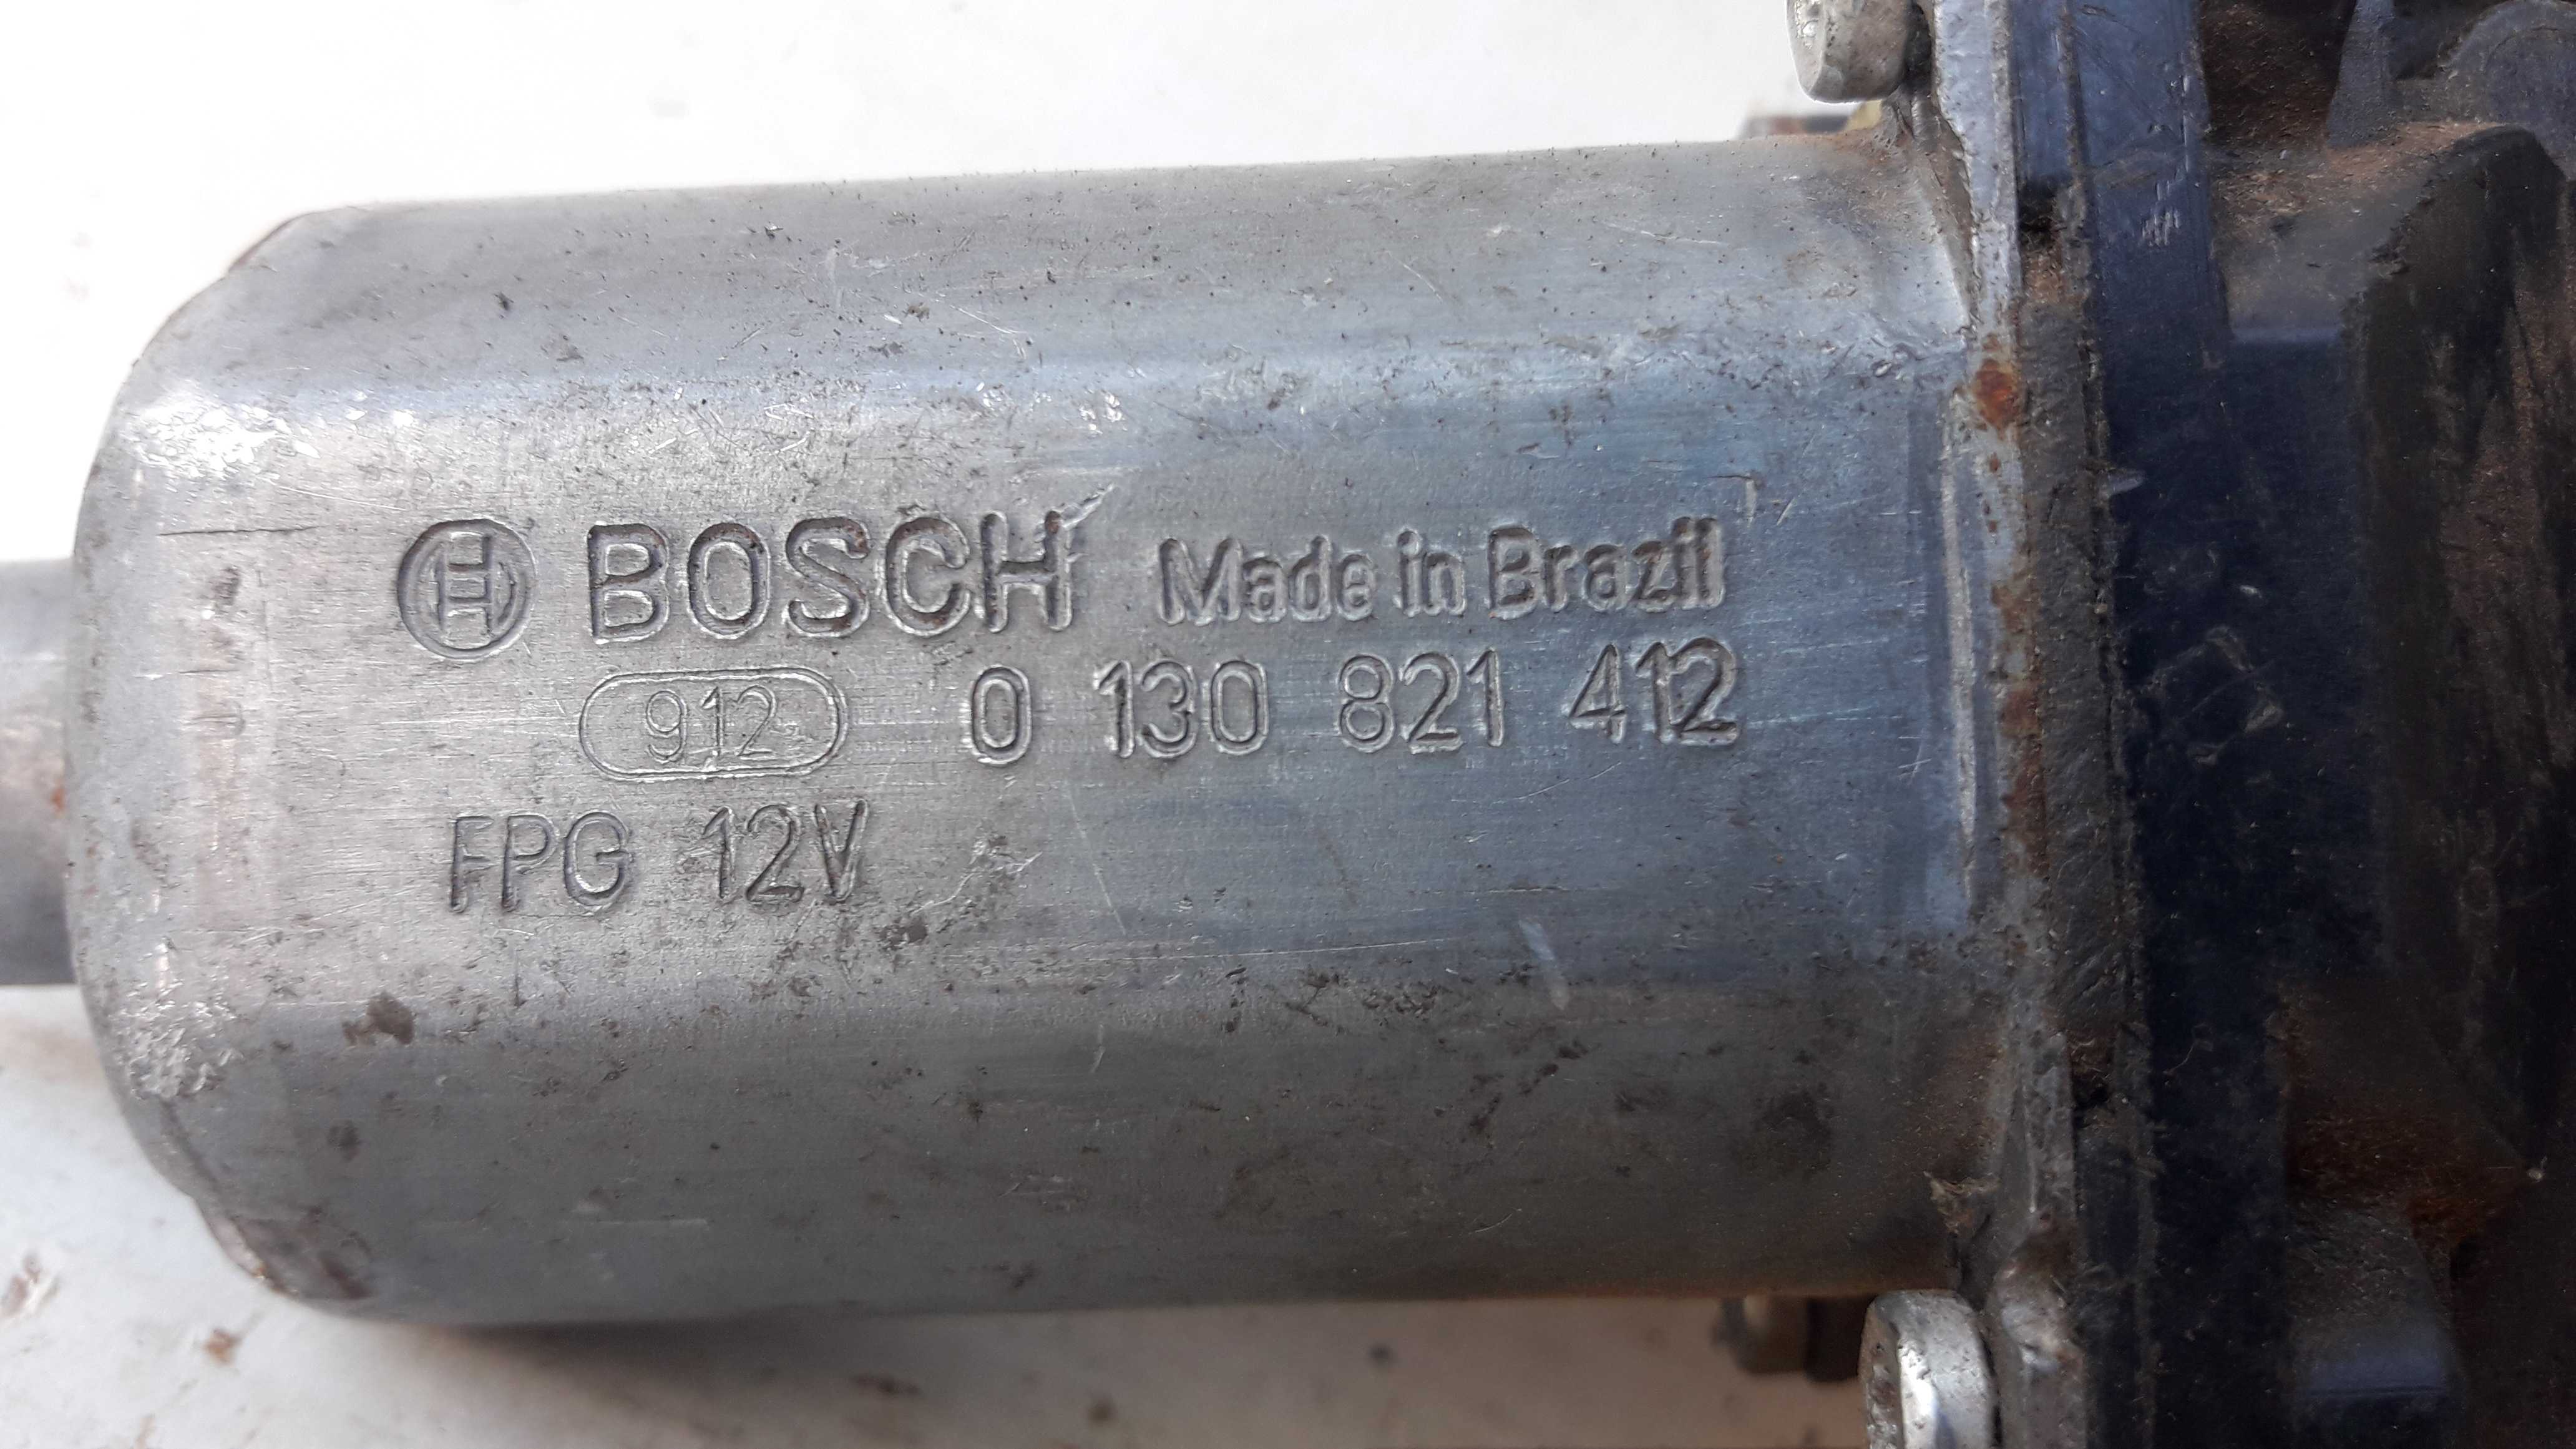 BOSCH Made in Brazil
912 0 130 821 412
FPG 12V